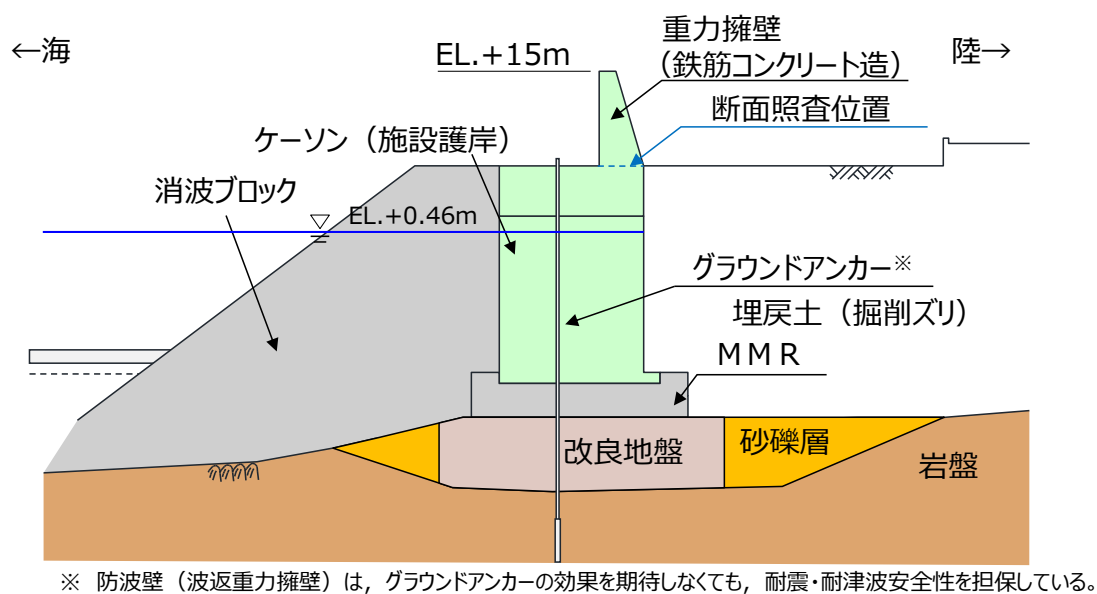 ←海
重力擁壁
(鉄筋コンクリート造)
陸→
EL.+15m
断面照査位置
ケーソン（施設護岸）
消波ブロック
EL.+0.46m
グラウンドアンカー※
埋戻土（掘削ズリ）
ＭＭＲ
改良地盤
砂礫層
岩盤
※ 防波壁（波返重力擁壁）は，グラウンドアンカーの効果を期待しなくても，耐震・耐津波安全性を担保している。